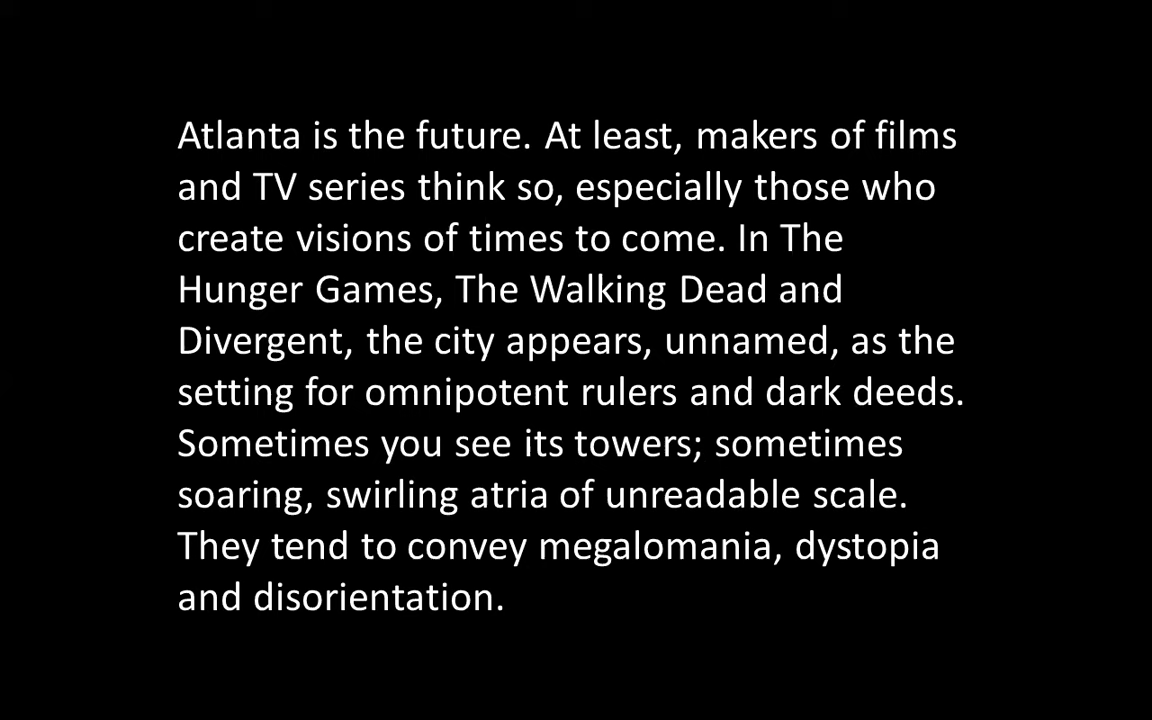 Atlanta is the future. At least, makers of films
and TV series think so, especially those who
create visions of times to come. In The
Hunger Games, The Walking Dead and
Divergent, the city appears, unnamed, as the
setting for omnipotent rulers and dark deeds.
Sometimes you see its towers; sometimes
soaring, swirling atria of unreadable scale.
They tend to convey megalomania, dystopia
and disorientation.